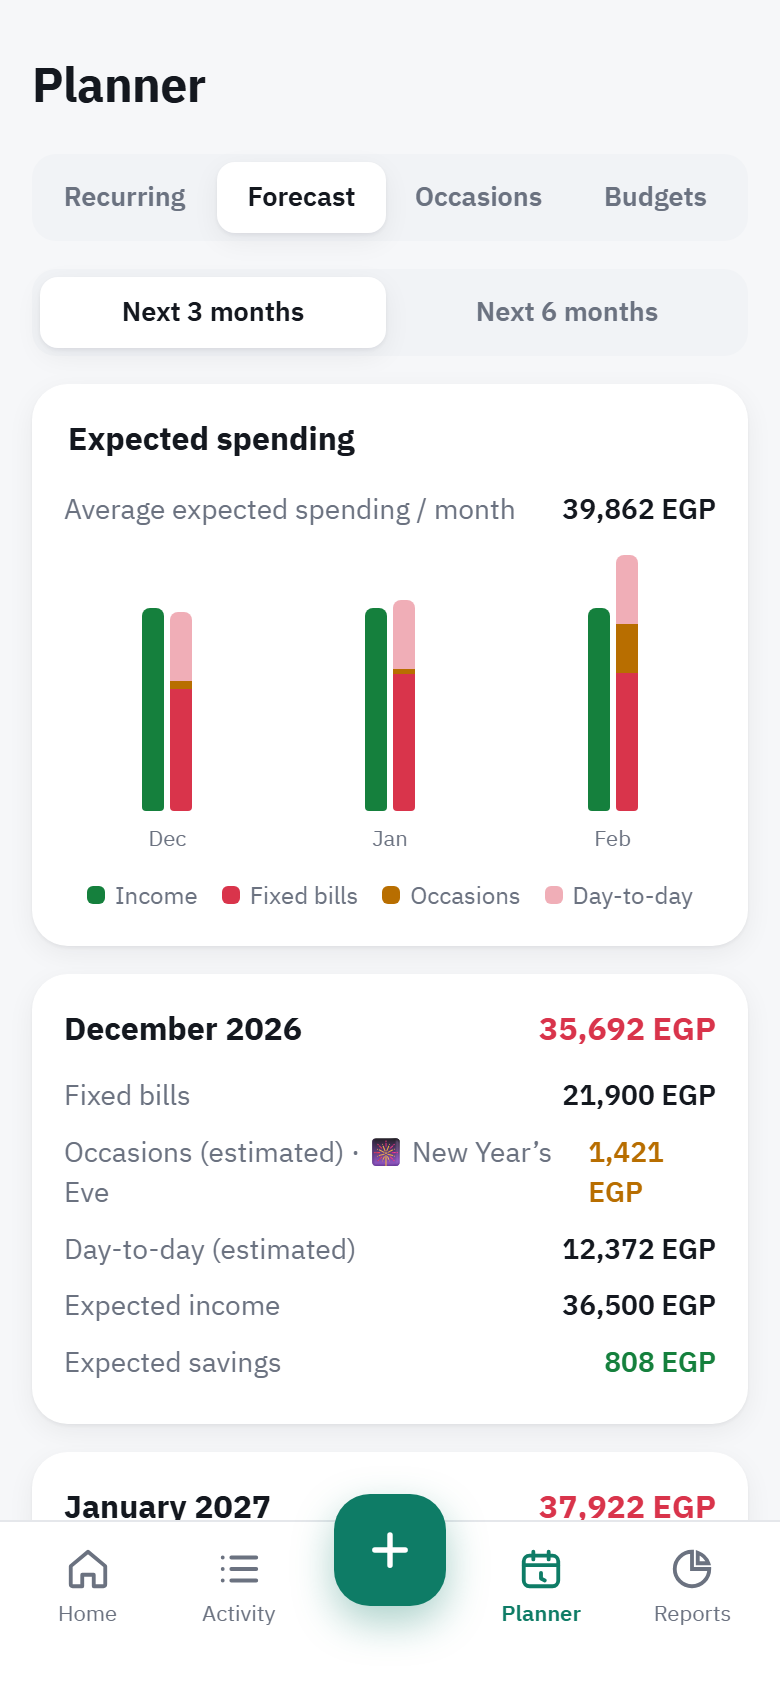 Planner
Recurring Forecast Occasions Budgets
Next 3 months Next 6 months
Expected spending
Average expected spending / month 39,862 EGP
Dec Jan Feb
Income Fixed bills Occasions Day-to-day
December 2026 35,692 EGP
Fixed bills 21,900 EGP
Occasions (estimated) · 🎆 New Year’s 1,421
Eve EGP
Day-to-day (estimated) 12,372 EGP
Expected income 36,500 EGP
Expected savings 808 EGP
January 2027 37,922 EGP
Home Activity Planner Reports